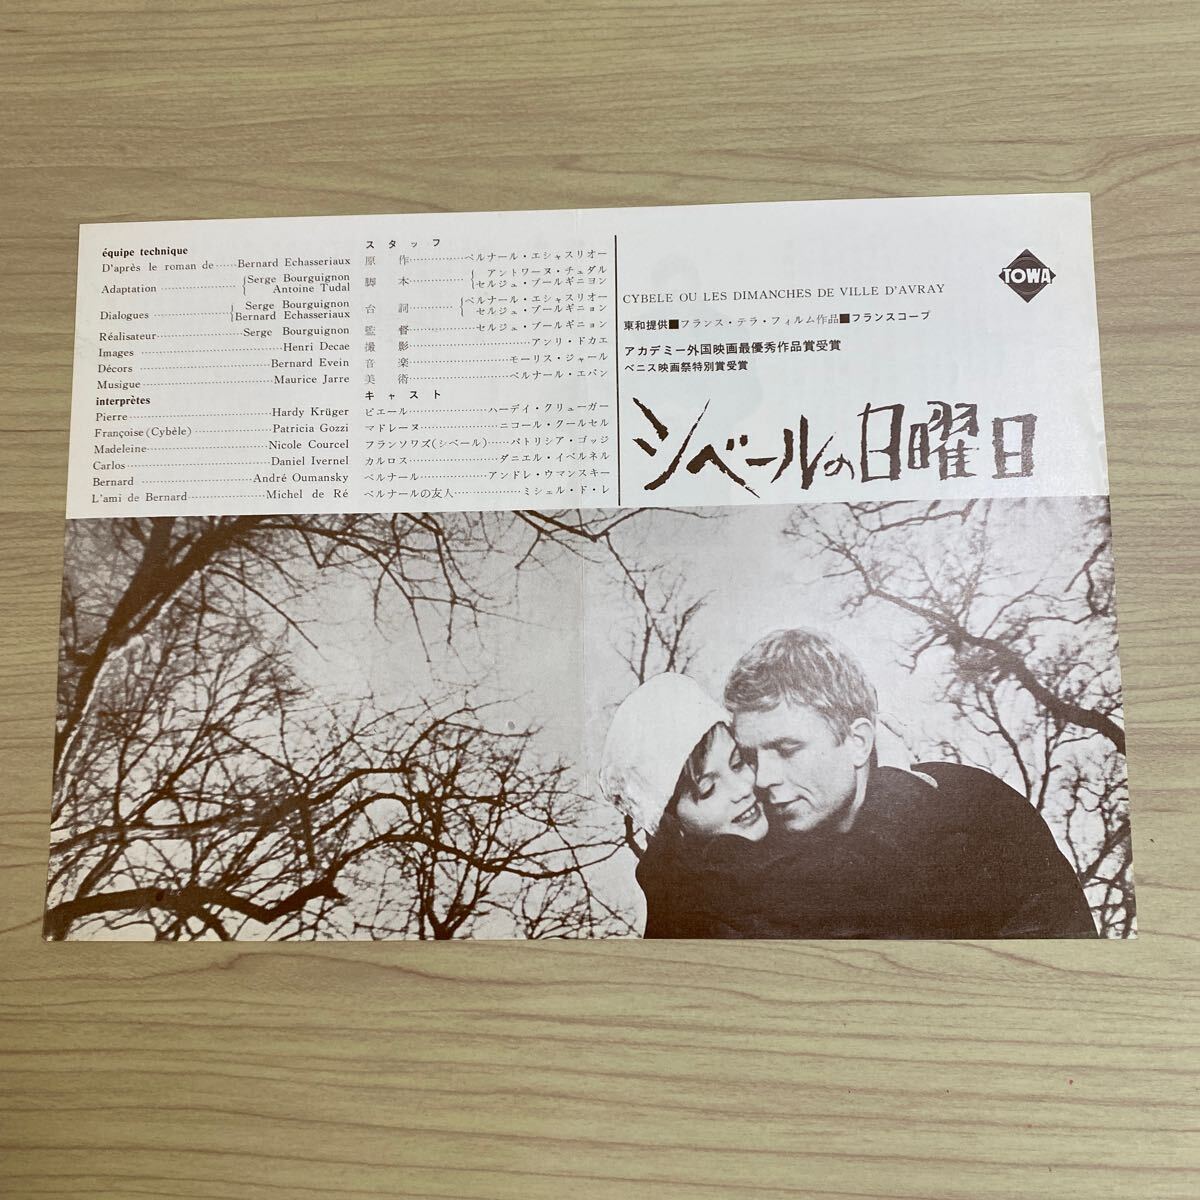 équipe technique
D'après le roman de……Bernard Echasseriaux
Adaptation……{Serge Bourguignon
Antoine Tudal
Dialogues……{Serge Bourguignon
Bernard Echasseriaux
Réalisateur……Serge Bourguignon
Images……Henri Decae
Décors……Bernard Evein
Musigue……Maurice Jarre
interprètes
Pierre……Hardy Krüger
Françoise (Cybèle)……Patricia Gozzi
Madeleine……Nicole Courcel
Carlos……Daniel Ivernel
Bernard……André Oumansky
L'ami de Bernard……Michel de Ré
スタッフ
原作……ベルナール・エシャスリオー
脚本……{アントワーヌ・チュダル
セルジュ・ブールギニヨン
台詞……{ベルナール・エシャスリオー
セルジュ・ブールギニョン
監督……セルジュ・ブールギニョン
撮影……アンリ・ドカエ
音楽……モーリス・ジャール
美術……ベルナール・エバン
キャスト
ピエール……ハーデイ・クリューガー
マドレーヌ……ニコール・クールセル
フランソワズ(シベール)……パトリシア・ゴッジ
カルロス……ダニエル・イベルネル
ベルナール……アンドレ・ウマンスキー
ベルナールの友人……ミシェル・ド・レ
TOWA
CYBELE OU LES DIMANCHES DE VILLE D'AVRAY
東和提供■フランス・テラ・フィルム作品■フランスコープ
アカデミー外国映画最優秀作品賞受賞
ベニス映画祭特別賞受賞
シベールの日曜日